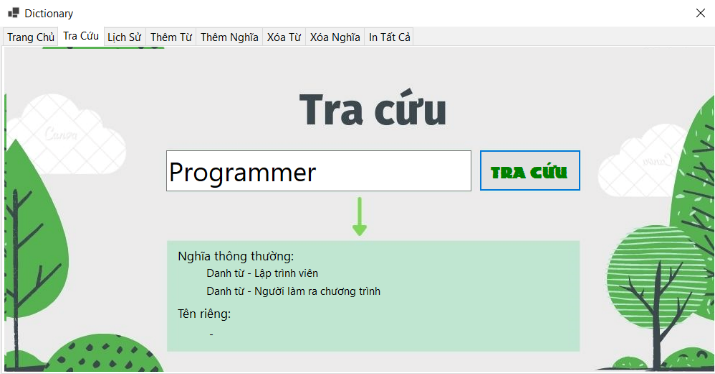 Dictionary
Trang Chủ Tra Cứu Lịch Sử Thêm Từ Thêm Nghĩa Xóa Từ Xóa Nghĩa In Tất Cả
Tra cứu
Canva
Programmer TRA CỨU
Nghĩa thông thường:
Danh từ - Lập trình viên
Danh từ - Người làm ra chương trình
Tên riêng:
-